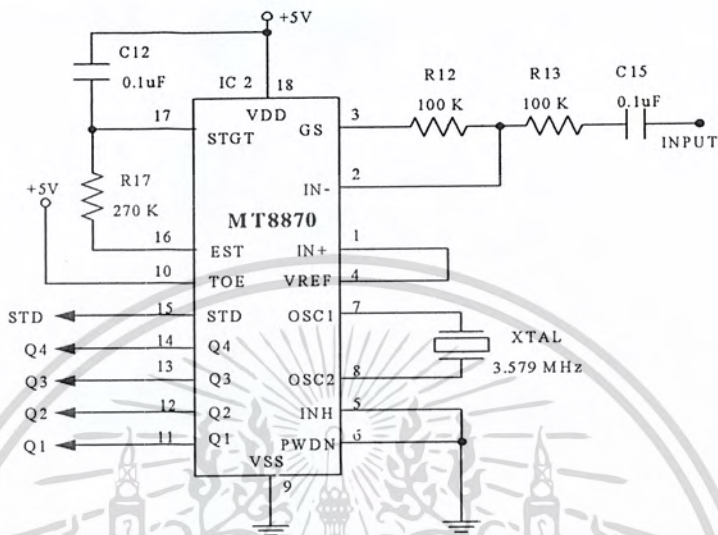 +5V
C12
0.1uF
IC 2
18
VDD
17
STGT
R17
270 K
+5V
16
EST
10
TOE
STD
15
STD
Q4
14
Q4
Q3
13
Q3
Q2
12
Q2
Q1
11
Q1
VSS
9
MT8870
3
GS
R12
100 K
R13
100 K
C15
0.1uF
INPUT
2
IN-
1
IN+
4
VREF
7
OSC1
XTAL
3.579 MHz
8
OSC2
5
INH
6
PWDN